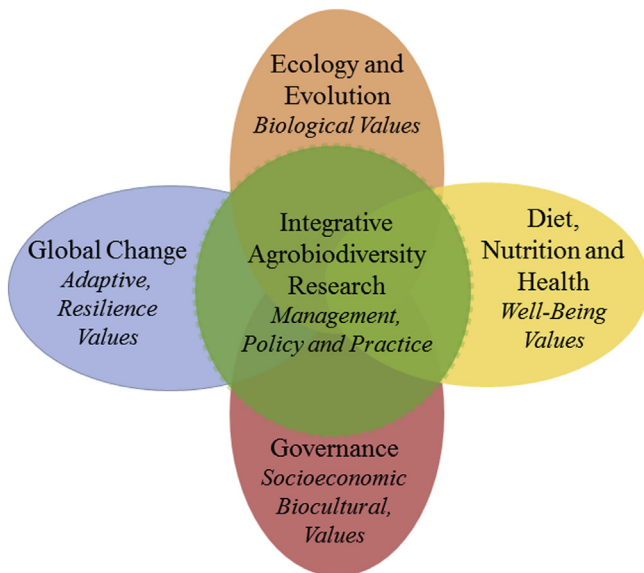 Ecology and
Evolution
Biological Values
Global Change
Adaptive,
Resilience
Values
Integrative
Agrobiodiversity
Research
Management,
Policy and Practice
Diet,
Nutrition and
Health
Well-Being
Values
Governance
Socioeconomic
Biocultural,
Values